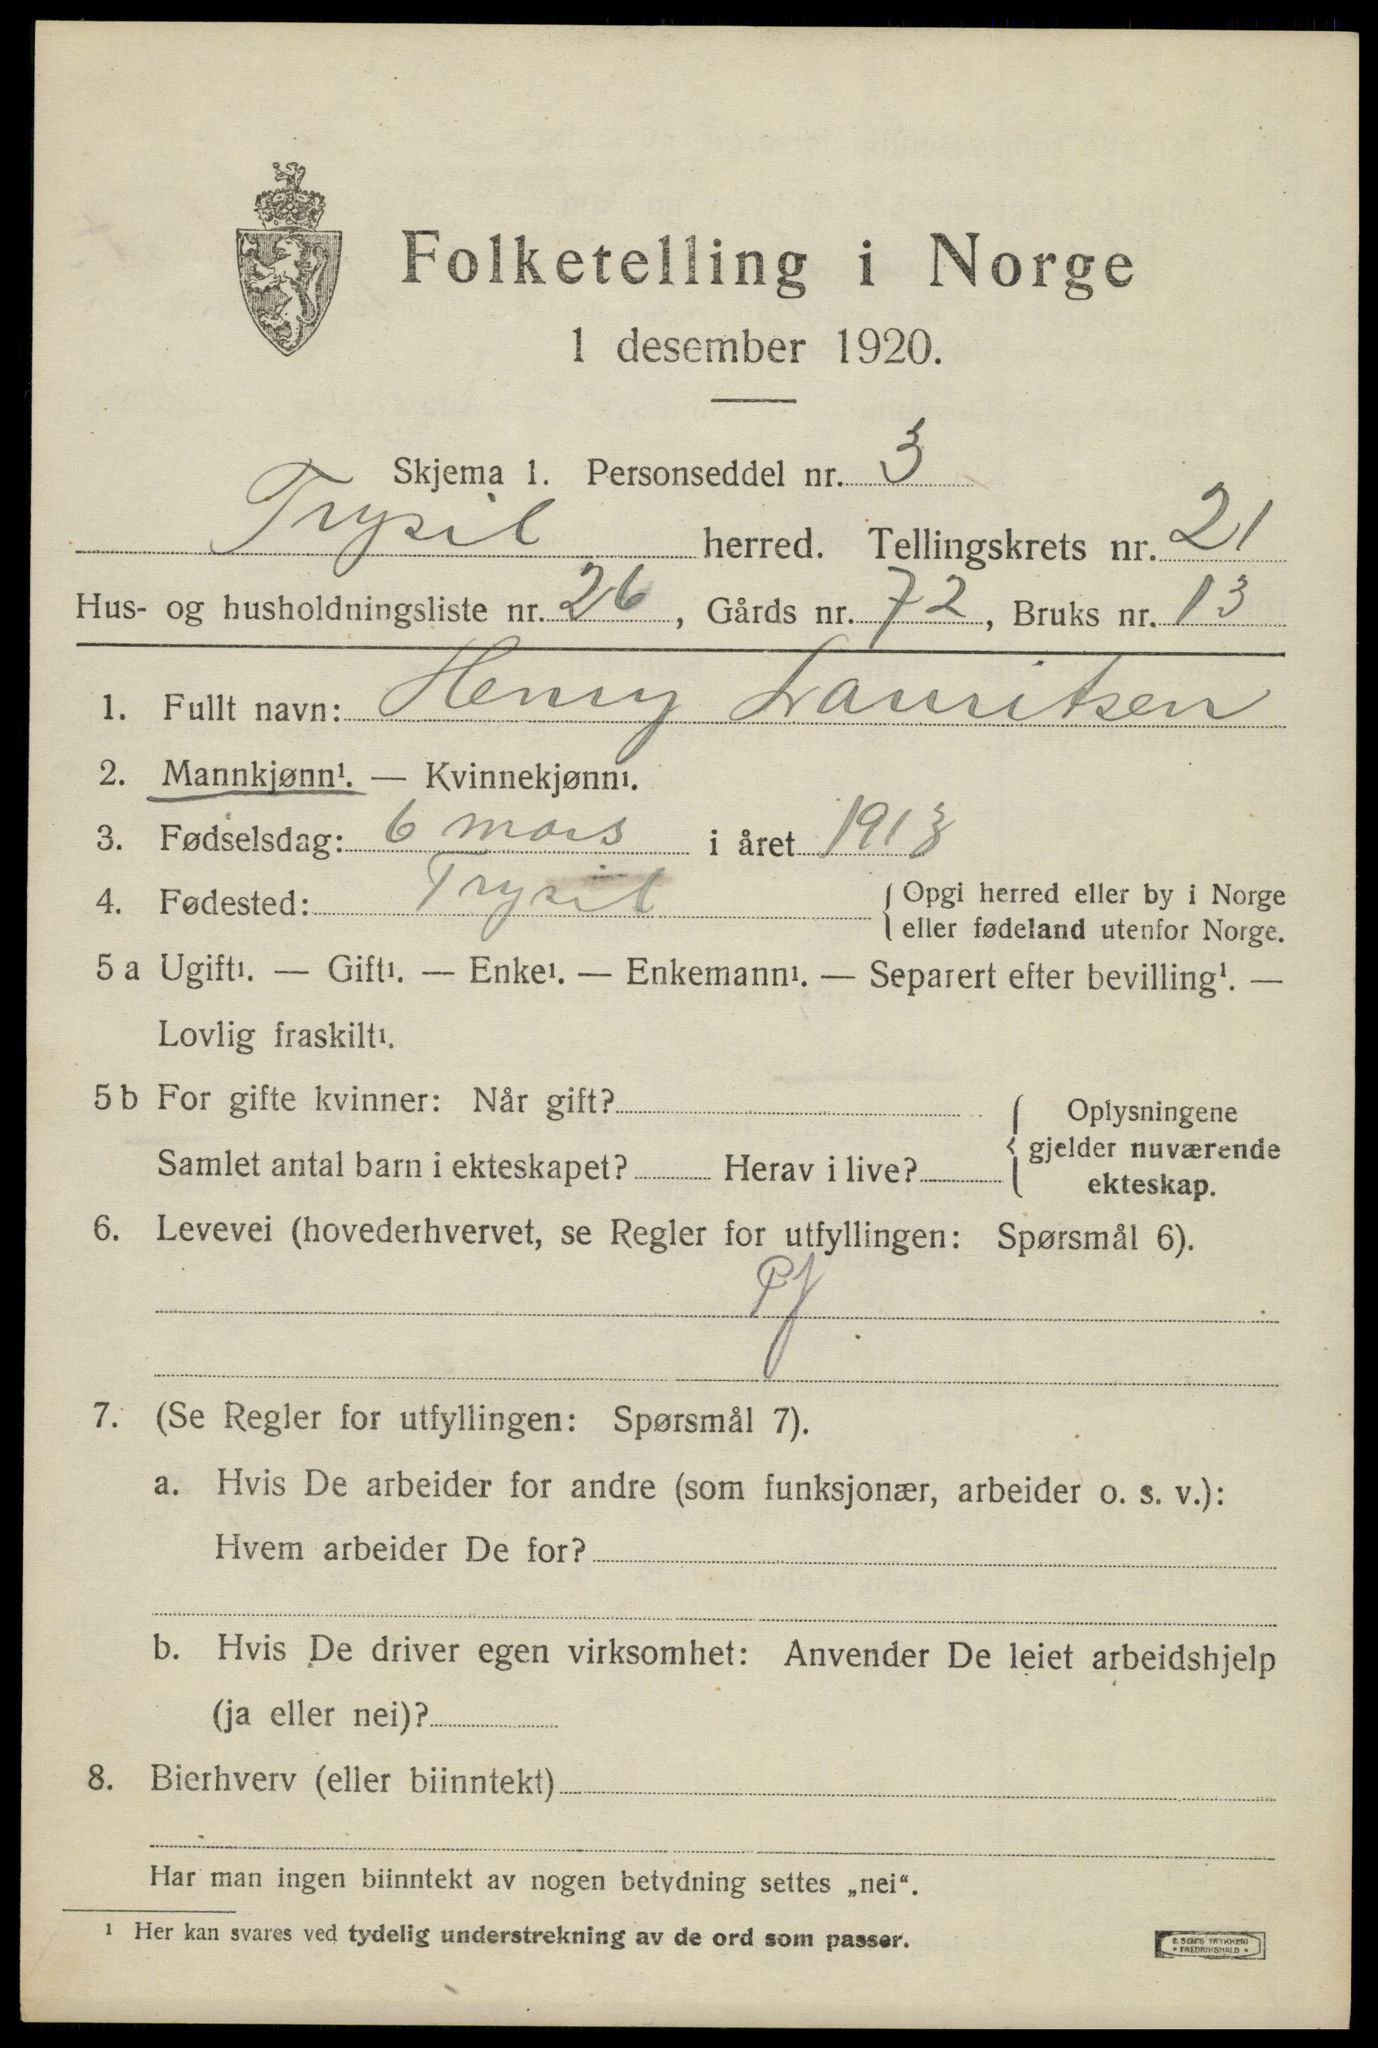 Folketelling i Norge
1 desember 1920.
Skjema 1. Personseddel nr. 3
Trysil herred. Tellingskrets nr. 21
Hus- og husholdningsliste nr. 26, Gårds nr. 72, Bruks nr. 13
1. Fullt navn: Henry Lauritsen
2. Mannkjønn¹. — Kvinnekjønn¹.
3. Fødselsdag: 6 mars i året 1913
4. Fødested: Trysil { Opgi herred eller by i Norge
eller fødeland utenfor Norge.
5 a Ugift¹. — Gift¹. — Enke¹. — Enkemann¹. — Separert efter bevilling¹. —
Lovlig fraskilt¹.
5 b For gifte kvinner: Når gift? { Oplysningene
gjelder nuværende
ekteskap.
Samlet antal barn i ekteskapet? Herav i live?
6. Levevei (hovederhvervet, se Regler for utfyllingen: Spørsmål 6).
Pf
7. (Se Regler for utfyllingen: Spørsmål 7).
a. Hvis De arbeider for andre (som funksjonær, arbeider o. s. v.):
Hvem arbeider De for?
b. Hvis De driver egen virksomhet: Anvender De leiet arbeidshjelp
(ja eller nei)?
8. Bierhverv (eller biinntekt)
Har man ingen biinntekt av nogen betydning settes „nei“.
¹ Her kan svares ved tydelig understrekning av de ord som passer.
E. SEM'S TRYKKERI
• FREDRIKSHALD •